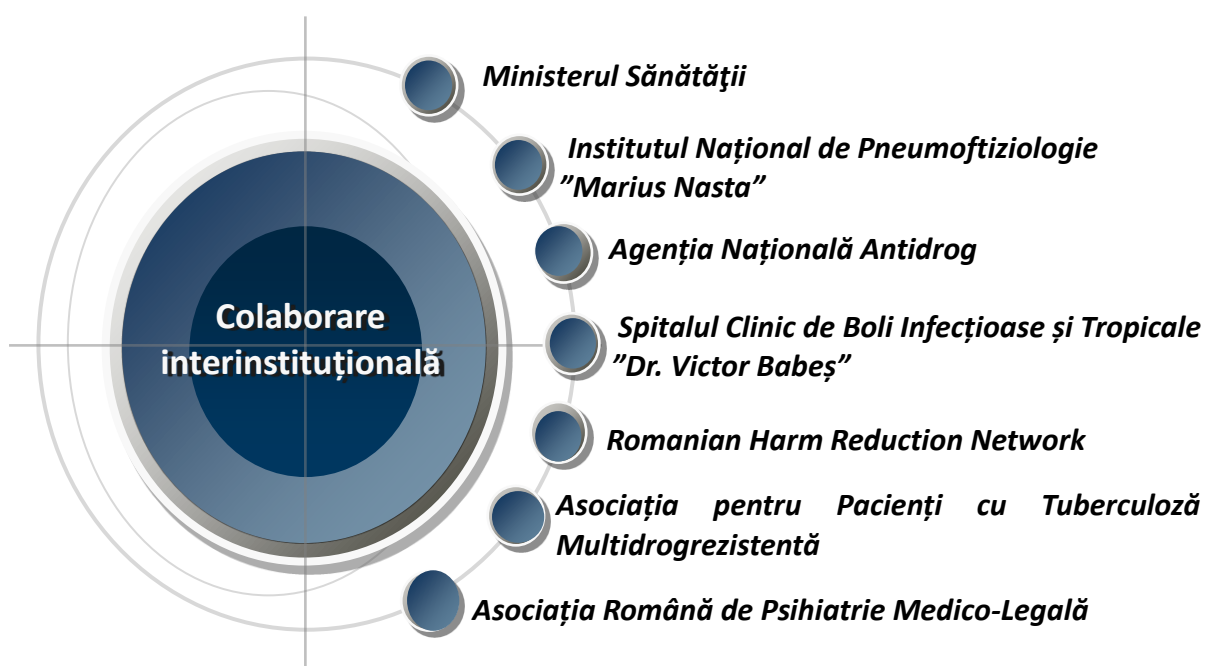 Ministerul Sănătăţii
Institutul Național de Pneumoftiziologie
”Marius Nasta”
Agenția Națională Antidrog
Colaborare
interinstituțională
Spitalul Clinic de Boli Infecțioase și Tropicale
”Dr. Victor Babeș”
Romanian Harm Reduction Network
Asociația pentru Pacienți cu Tuberculoză
Multidrogrezistentă
Asociația Română de Psihiatrie Medico-Legală